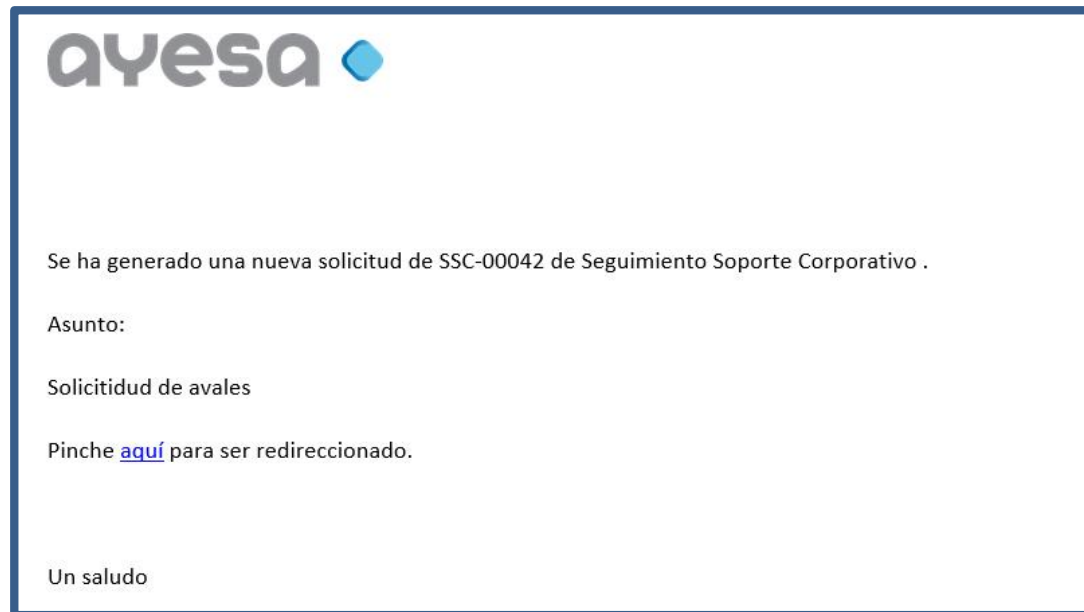 ayesa
Se ha generado una nueva solicitud de SSC-00042 de Seguimiento Soporte Corporativo .
Asunto:
Solicitidud de avales
Pinche aquí para ser redireccionado.
Un saludo